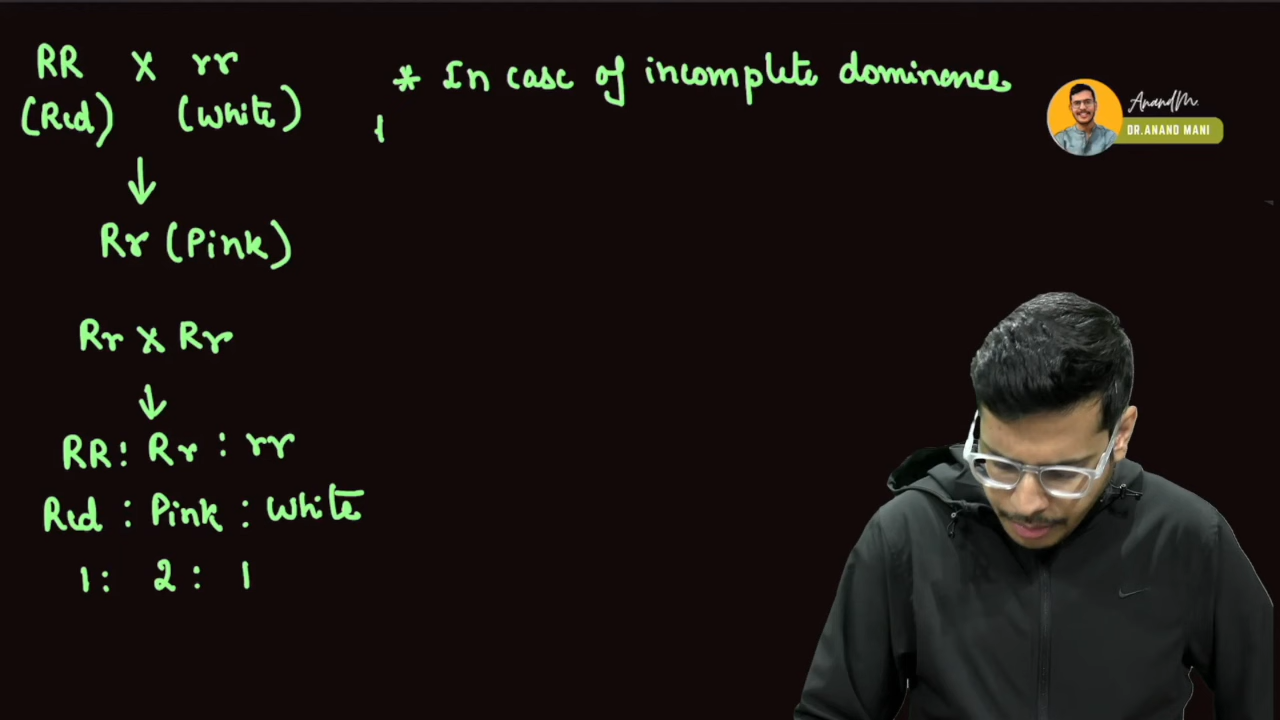 RR X rr
(Red) (White)
↓
Rr (Pink)
Rr X Rr
↓
RR : Rr : rr
Red : Pink : White
1 : 2 : 1
* In case of incomplete dominence
AnandM.
DR.ANAND MANI